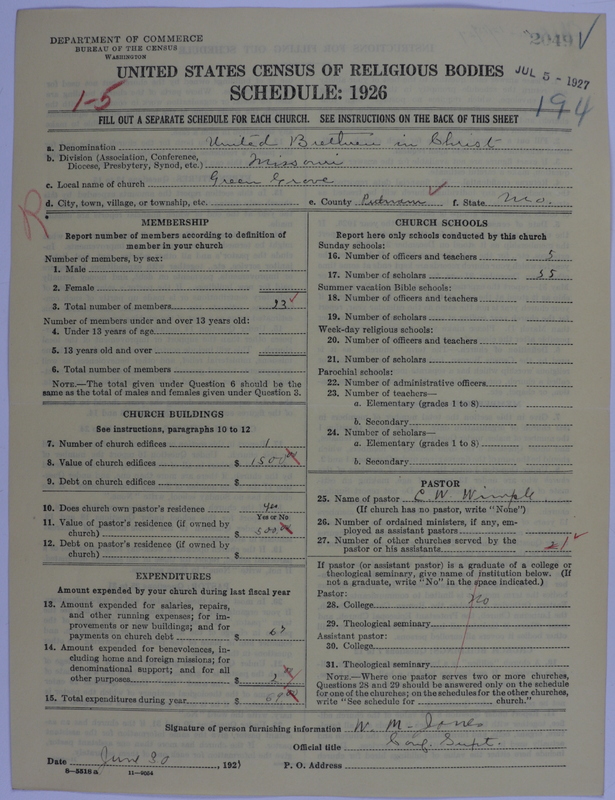 DEPARTMENT OF COMMERCE
BUREAU OF THE CENSUS
WASHINGTON
2049
UNITED STATES CENSUS OF RELIGIOUS BODIES
JUL 5 - 1927
1-5
SCHEDULE: 1926
194
FILL OUT A SEPARATE SCHEDULE FOR EACH CHURCH. SEE INSTRUCTIONS ON THE BACK OF THIS SHEET
a. Denomination United Brethren in Christ
b. Division (Association, Conference, Diocese, Presbytery, Synod, etc.) Missouri
c. Local name of church Green Grove
d. City, town, village, or township, etc. e. County Putnam f. State Mo.
R
MEMBERSHIP
Report number of members according to definition of
member in your church
Number of members, by sex:
1. Male
2. Female
3. Total number of members 23
Number of members under and over 13 years old:
4. Under 13 years of age
5. 13 years old and over
6. Total number of members
NOTE.—The total given under Question 6 should be the
same as the total of males and females given under Question 3.
CHURCH BUILDINGS
See instructions, paragraphs 10 to 12
7. Number of church edifices 1
8. Value of church edifices $ 1500
9. Debt on church edifices $
10. Does church own pastor's residence yes
Yes or No
11. Value of pastor's residence (if owned by
church) $ 500
12. Debt on pastor's residence (if owned by
church) $
EXPENDITURES
Amount expended by your church during last fiscal year
13. Amount expended for salaries, repairs,
and other running expenses; for im-
provements or new buildings; and for
payments on church debt $ 67
14. Amount expended for benevolences, in-
cluding home and foreign missions; for
denominational support; and for all
other purposes $ 2
15. Total expenditures during year $ 69
CHURCH SCHOOLS
Report here only schools conducted by this church
Sunday schools:
16. Number of officers and teachers 5
17. Number of scholars 35
Summer vacation Bible schools:
18. Number of officers and teachers
19. Number of scholars
Week-day religious schools:
20. Number of officers and teachers
21. Number of scholars
Parochial schools:
22. Number of administrative officers
23. Number of teachers—
a. Elementary (grades 1 to 8)
b. Secondary
24. Number of scholars—
a. Elementary (grades 1 to 8)
b. Secondary
PASTOR
25. Name of pastor C. W. Wimple
(If church has no pastor, write "None")
26. Number of ordained ministers, if any, em-
ployed as assistant pastors
27. Number of other churches served by the
pastor or his assistants 1
If pastor (or assistant pastor) is a graduate of a college or
theological seminary, give name of institution below. (If
not a graduate, write "No" in the space indicated.)
Pastor:
28. College No
29. Theological seminary
Assistant pastor:
30. College
31. Theological seminary
NOTE.—Where one pastor serves two or more churches,
Questions 28 and 29 should be answered only on the schedule
for one of the churches; on the schedules for the other churches,
write "See schedule for church."
Signature of person furnishing information W. M. Jones
Official title Conf. Supt.
Date June 30, 1927 P. O. Address
8-5518 a 11-9004